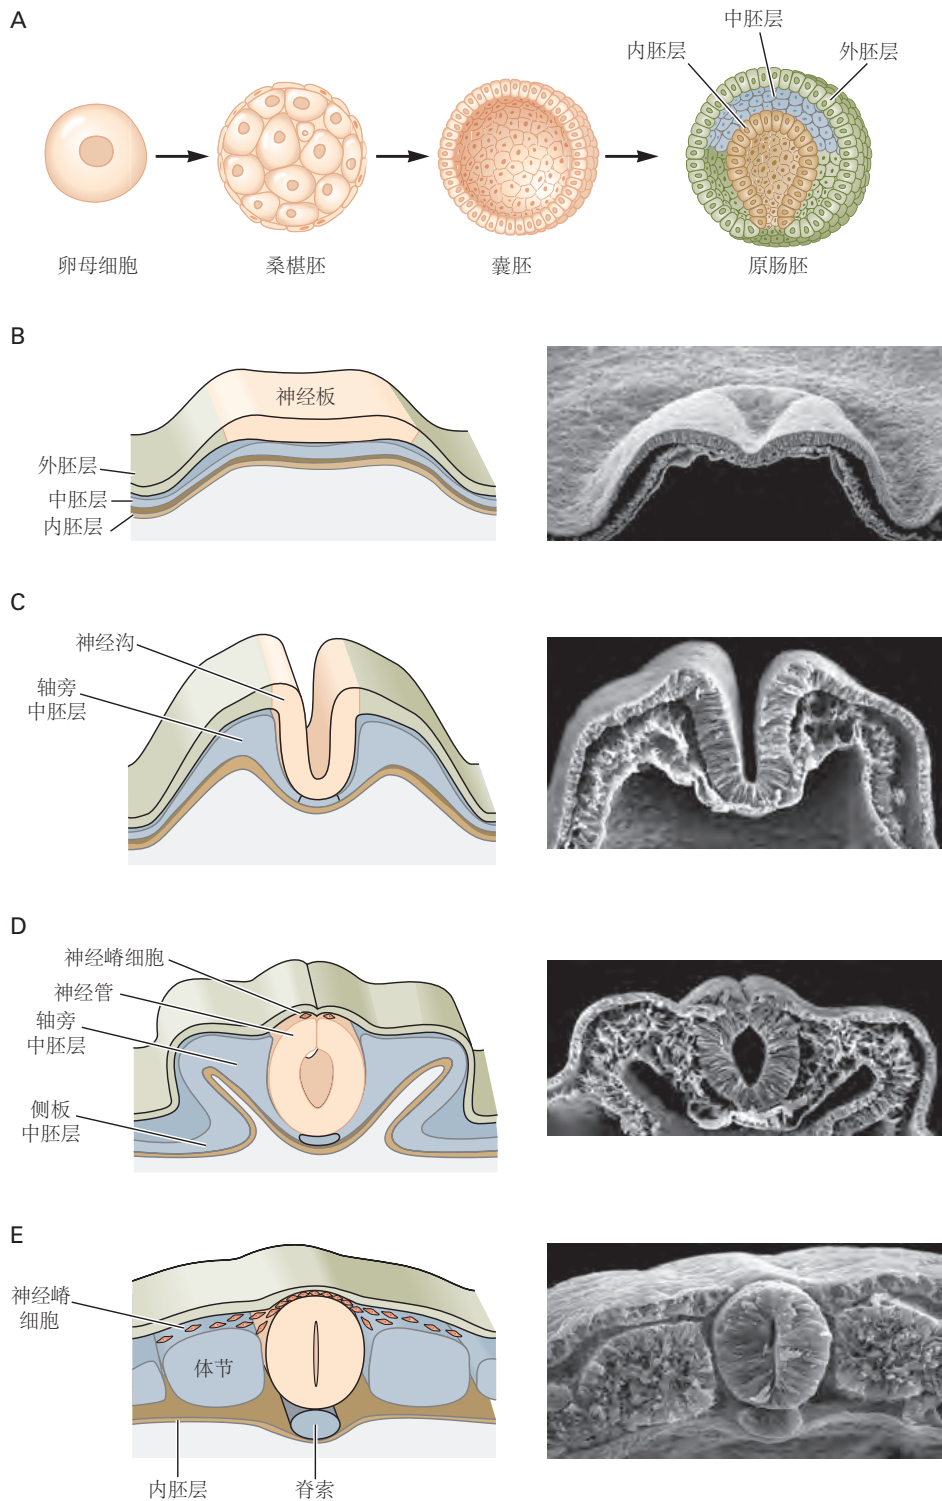 A
中胚层
内胚层
外胚层
卵母细胞
桑椹胚
囊胚
原肠胚
B
神经板
外胚层
中胚层
内胚层
C
神经沟
轴旁
中胚层
D
神经嵴细胞
神经管
轴旁
中胚层
侧板
中胚层
E
神经嵴
细胞
体节
内胚层
脊索